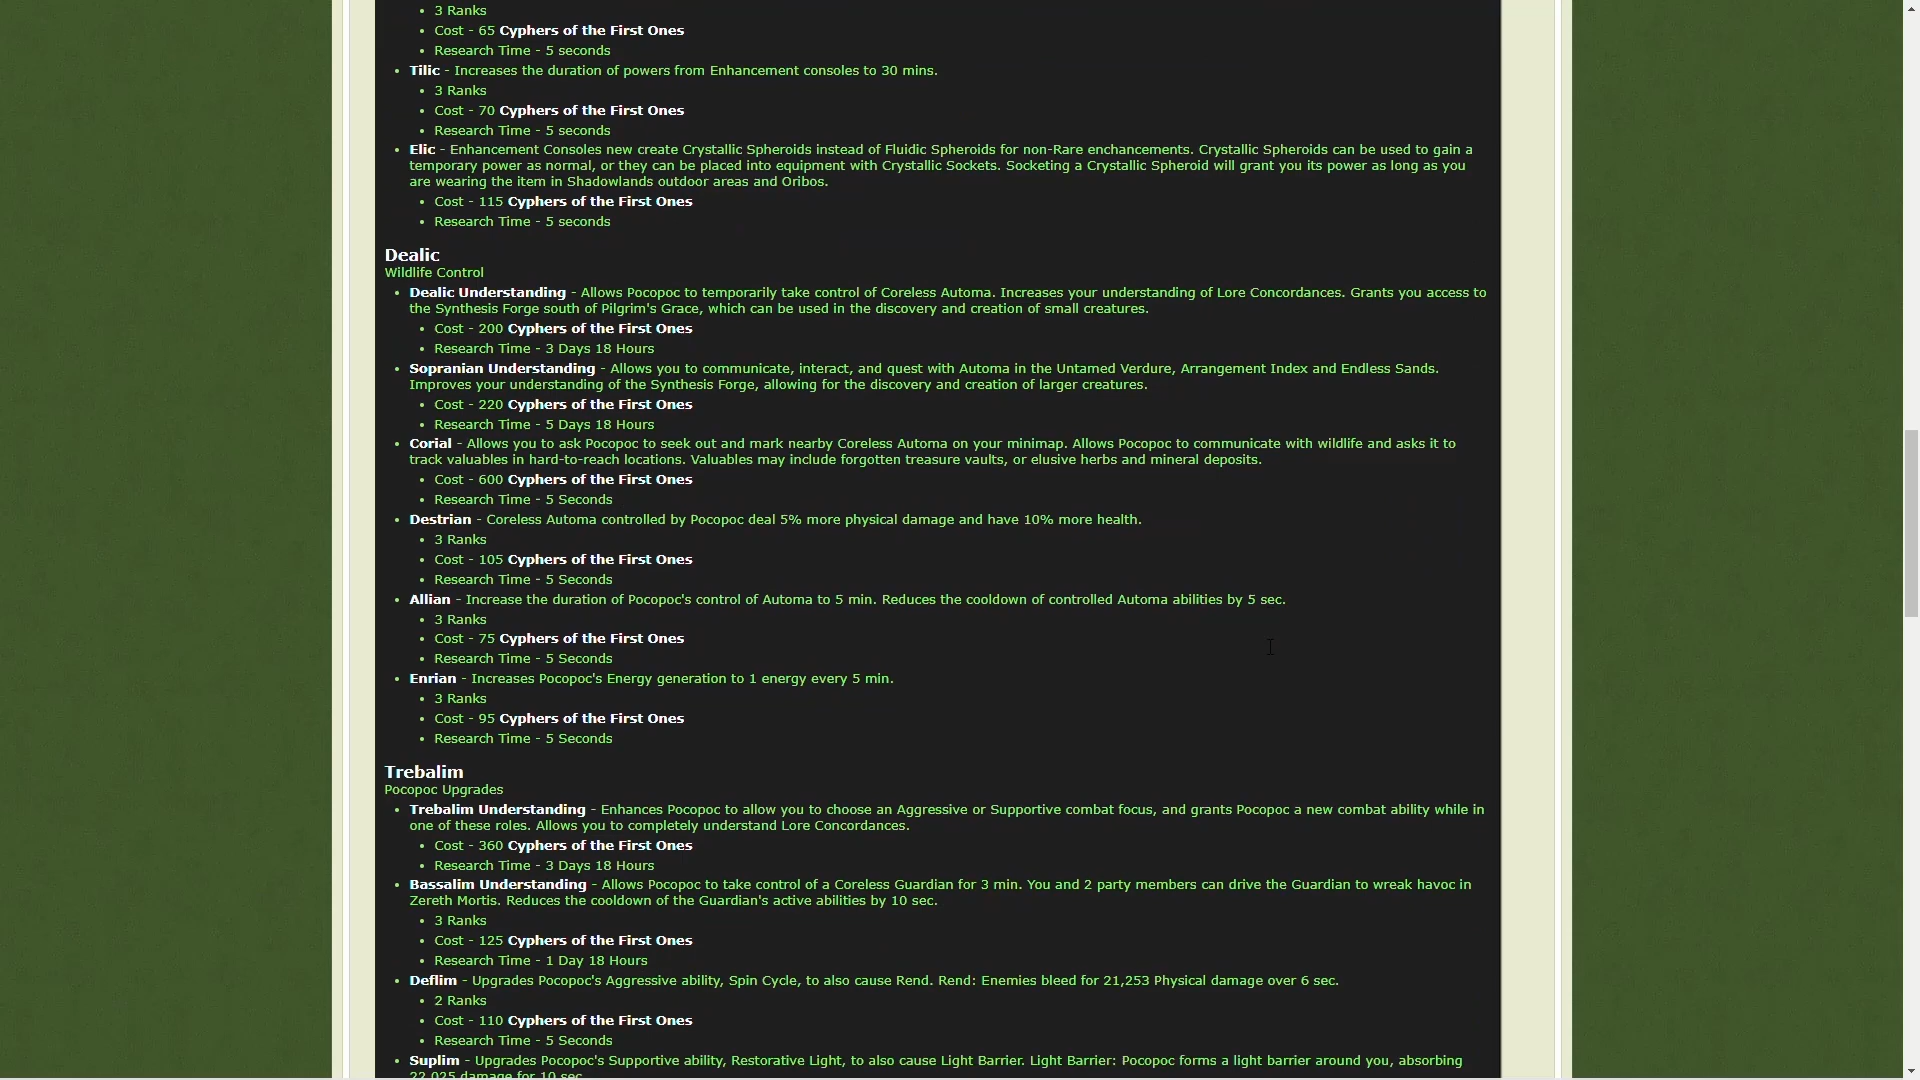 3 Ranks
Cost - 65 Cyphers of the First Ones
Research Time - 5 seconds
Tilic - Increases the duration of powers from Enhancement consoles to 30 mins.
3 Ranks
Cost - 70 Cyphers of the First Ones
Research Time - 5 seconds
Elic - Enhancement Consoles new create Crystallic Spheroids instead of Fluidic Spheroids for non-Rare enchancements. Crystallic Spheroids can be used to gain a
temporary power as normal, or they can be placed into equipment with Crystallic Sockets. Socketing a Crystallic Spheroid will grant you its power as long as you
are wearing the item in Shadowlands outdoor areas and Oribos.
Cost - 115 Cyphers of the First Ones
Research Time - 5 seconds
Dealic
Wildlife Control
Dealic Understanding - Allows Pocopoc to temporarily take control of Coreless Automa. Increases your understanding of Lore Concordances. Grants you access to
the Synthesis Forge south of Pilgrim's Grace, which can be used in the discovery and creation of small creatures.
Cost - 200 Cyphers of the First Ones
Research Time - 3 Days 18 Hours
Sopranian Understanding - Allows you to communicate, interact, and quest with Automa in the Untamed Verdure, Arrangement Index and Endless Sands.
Improves your understanding of the Synthesis Forge, allowing for the discovery and creation of larger creatures.
Cost - 220 Cyphers of the First Ones
Research Time - 5 Days 18 Hours
Corial - Allows you to ask Pocopoc to seek out and mark nearby Coreless Automa on your minimap. Allows Pocopoc to communicate with wildlife and asks it to
track valuables in hard-to-reach locations. Valuables may include forgotten treasure vaults, or elusive herbs and mineral deposits.
Cost - 600 Cyphers of the First Ones
Research Time - 5 Seconds
Destrian - Coreless Automa controlled by Pocopoc deal 5% more physical damage and have 10% more health.
3 Ranks
Cost - 105 Cyphers of the First Ones
Research Time - 5 Seconds
Allian - Increase the duration of Pocopoc's control of Automa to 5 min. Reduces the cooldown of controlled Automa abilities by 5 sec.
3 Ranks
Cost - 75 Cyphers of the First Ones
Research Time - 5 Seconds
Enrian - Increases Pocopoc's Energy generation to 1 energy every 5 min.
3 Ranks
Cost - 95 Cyphers of the First Ones
Research Time - 5 Seconds
Trebalim
Pocopoc Upgrades
Trebalim Understanding - Enhances Pocopoc to allow you to choose an Aggressive or Supportive combat focus, and grants Pocopoc a new combat ability while in
one of these roles. Allows you to completely understand Lore Concordances.
Cost - 360 Cyphers of the First Ones
Research Time - 3 Days 18 Hours
Bassalim Understanding - Allows Pocopoc to take control of a Coreless Guardian for 3 min. You and 2 party members can drive the Guardian to wreak havoc in
Zereth Mortis. Reduces the cooldown of the Guardian's active abilities by 10 sec.
3 Ranks
Cost - 125 Cyphers of the First Ones
Research Time - 1 Day 18 Hours
Deflim - Upgrades Pocopoc's Aggressive ability, Spin Cycle, to also cause Rend. Rend: Enemies bleed for 21,253 Physical damage over 6 sec.
2 Ranks
Cost - 110 Cyphers of the First Ones
Research Time - 5 Seconds
Suplim - Upgrades Pocopoc's Supportive ability, Restorative Light, to also cause Light Barrier. Light Barrier: Pocopoc forms a light barrier around you, absorbing
22,025 damage for 10 sec.